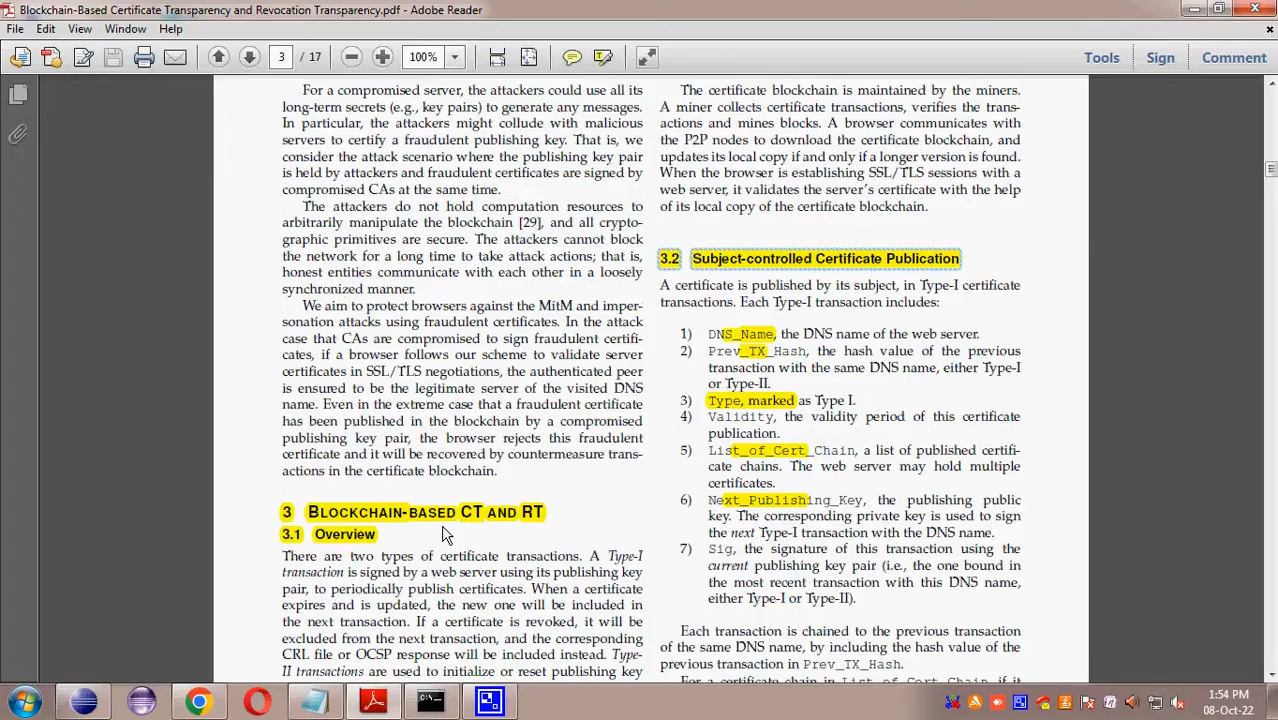 Blockchain-Based Certificate Transparency and Revocation Transparency.pdf - Adobe Reader
File Edit View Window Help
3 / 17 100% Tools Sign Comment
For a compromised server, the attackers could use all its
long-term secrets (e.g., key pairs) to generate any messages.
In particular, the attackers might collude with malicious
servers to certify a fraudulent publishing key. That is, we
consider the attack scenario where the publishing key pair
is held by attackers and fraudulent certificates are signed by
compromised CAs at the same time.
The attackers do not hold computation resources to
arbitrarily manipulate the blockchain [29], and all crypto-
graphic primitives are secure. The attackers cannot block
the network for a long time to take attack actions; that is,
honest entities communicate with each other in a loosely
synchronized manner.
We aim to protect browsers against the MitM and imper-
sonation attacks using fraudulent certificates. In the attack
case that CAs are compromised to sign fraudulent certifi-
cates, if a browser follows our scheme to validate server
certificates in SSL/TLS negotiations, the authenticated peer
is ensured to be the legitimate server of the visited DNS
name. Even in the extreme case that a fraudulent certificate
has been published in the blockchain by a compromised
publishing key pair, the browser rejects this fraudulent
certificate and it will be recovered by countermeasure trans-
actions in the certificate blockchain.
3 BLOCKCHAIN-BASED CT AND RT
3.1 Overview
There are two types of certificate transactions. A Type-I
transaction is signed by a web server using its publishing key
pair, to periodically publish certificates. When a certificate
expires and is updated, the new one will be included in
the next transaction. If a certificate is revoked, it will be
excluded from the next transaction, and the corresponding
CRL file or OCSP response will be included instead. Type-
II transactions are used to initialize or reset publishing key
The certificate blockchain is maintained by the miners.
A miner collects certificate transactions, verifies the trans-
actions and mines blocks. A browser communicates with
the P2P nodes to download the certificate blockchain, and
updates its local copy if and only if a longer version is found.
When the browser is establishing SSL/TLS sessions with a
web server, it validates the server's certificate with the help
of its local copy of the certificate blockchain.
3.2 Subject-controlled Certificate Publication
A certificate is published by its subject, in Type-I certificate
transactions. Each Type-I transaction includes:
1) DNS_Name, the DNS name of the web server.
2) Prev_TX_Hash, the hash value of the previous
transaction with the same DNS name, either Type-I
or Type-II.
3) Type, marked as Type I.
4) Validity, the validity period of this certificate
publication.
5) List_of_Cert_Chain, a list of published certifi-
cate chains. The web server may hold multiple
certificates.
6) Next_Publishing_Key, the publishing public
key. The corresponding private key is used to sign
the next Type-I transaction with the DNS name.
7) Sig, the signature of this transaction using the
current publishing key pair (i.e., the one bound in
the most recent transaction with this DNS name,
either Type-I or Type-II).
Each transaction is chained to the previous transaction
of the same DNS name, by including the hash value of the
previous transaction in Prev_TX_Hash.
For a certificate chain in List of Cert Chain, if it
1:54 PM
08-Oct-22